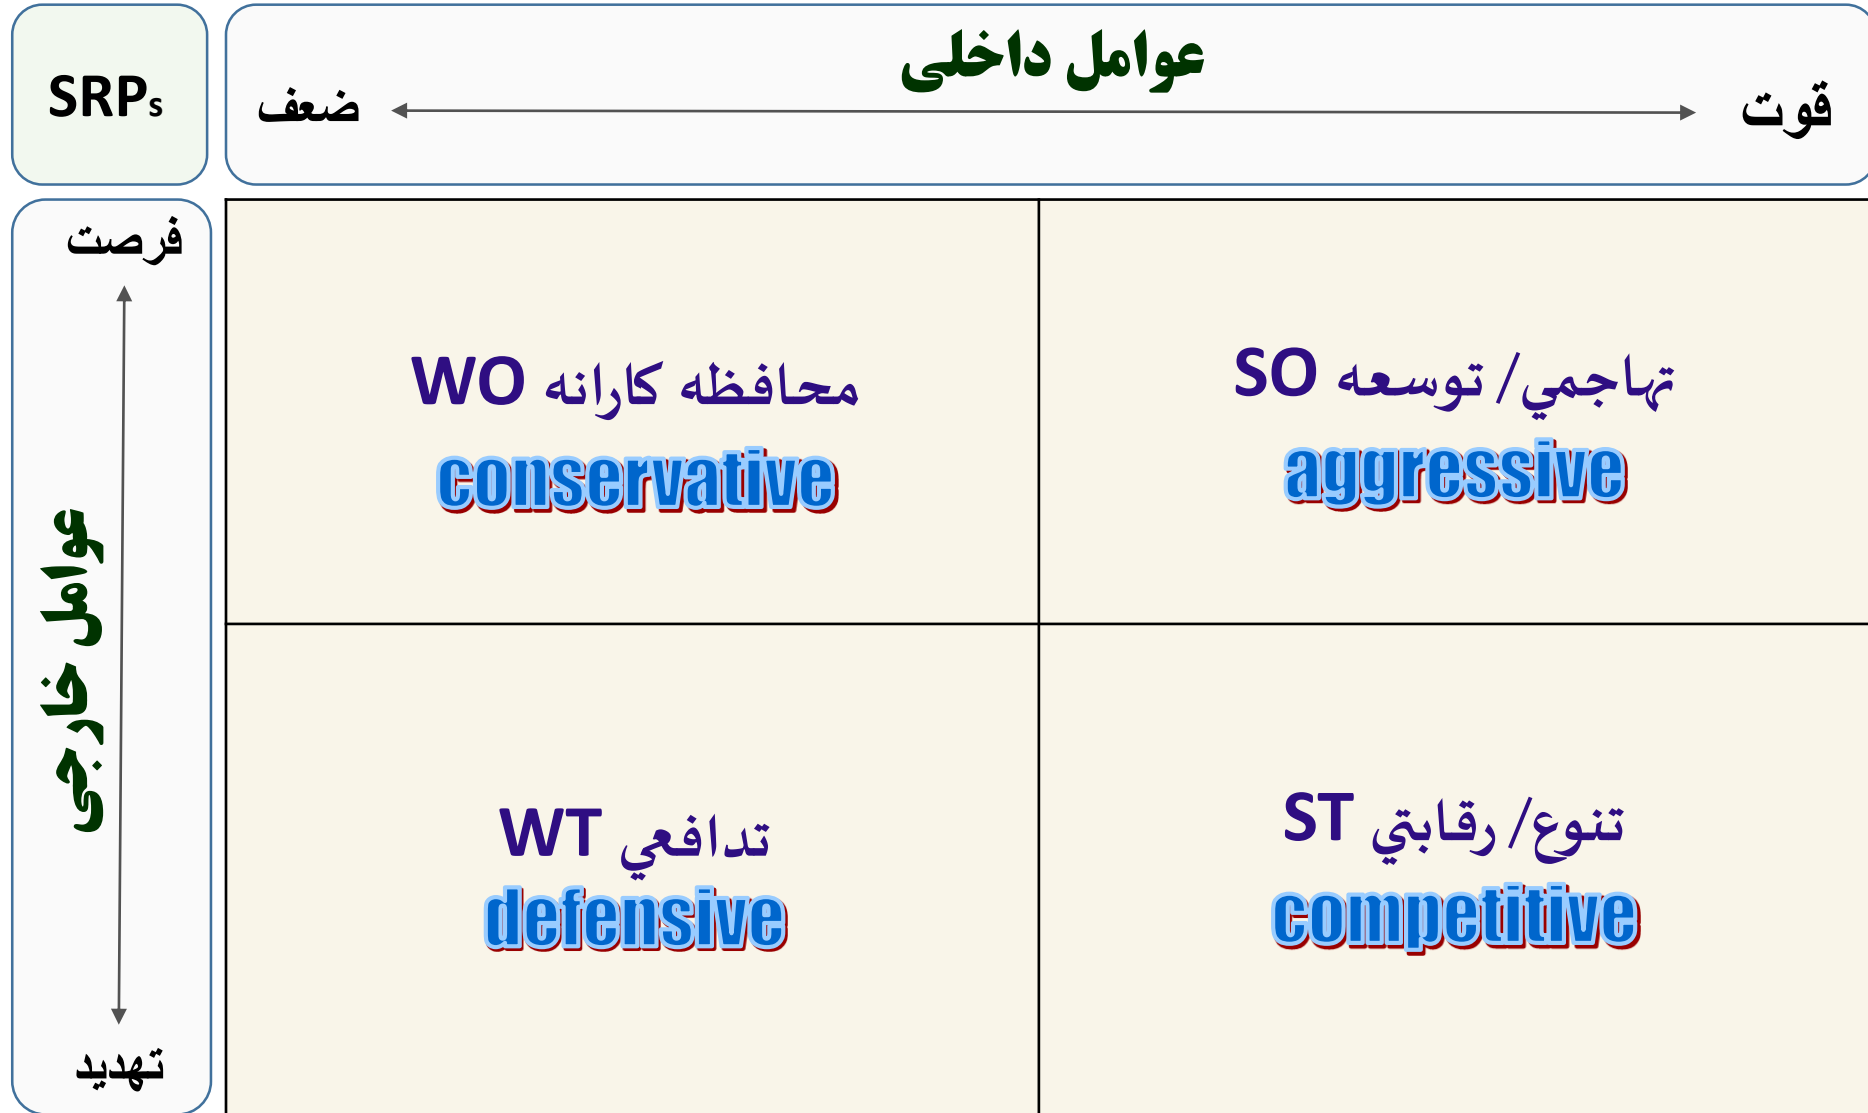 SRPs
عوامل داخلی
قوت
ضعف
فرصت
عوامل خارجی
تهدید
تهاجمي/ توسعه SO
aggressive
محافظه کارانه WO
conservative
تنوع/ رقابتي ST
competitive
تدافعي WT
defensive